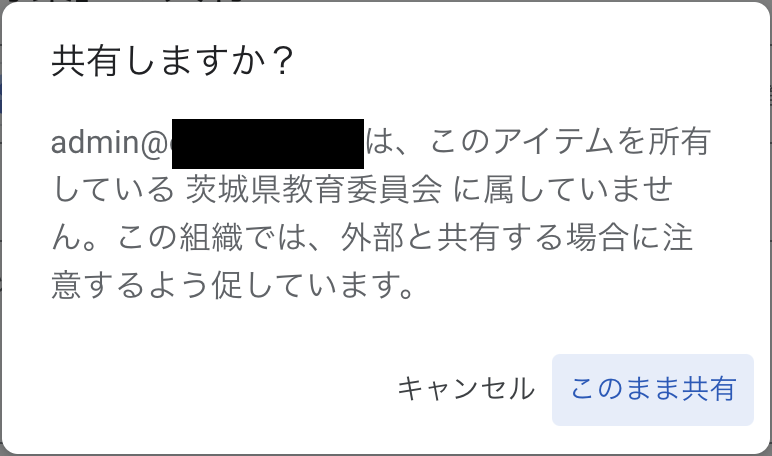 共有しますか？
admin@は、このアイテムを所有
している 茨城県教育委員会 に属していませ
ん。この組織では、外部と共有する場合に注
意するよう促しています。
キャンセル
このまま共有